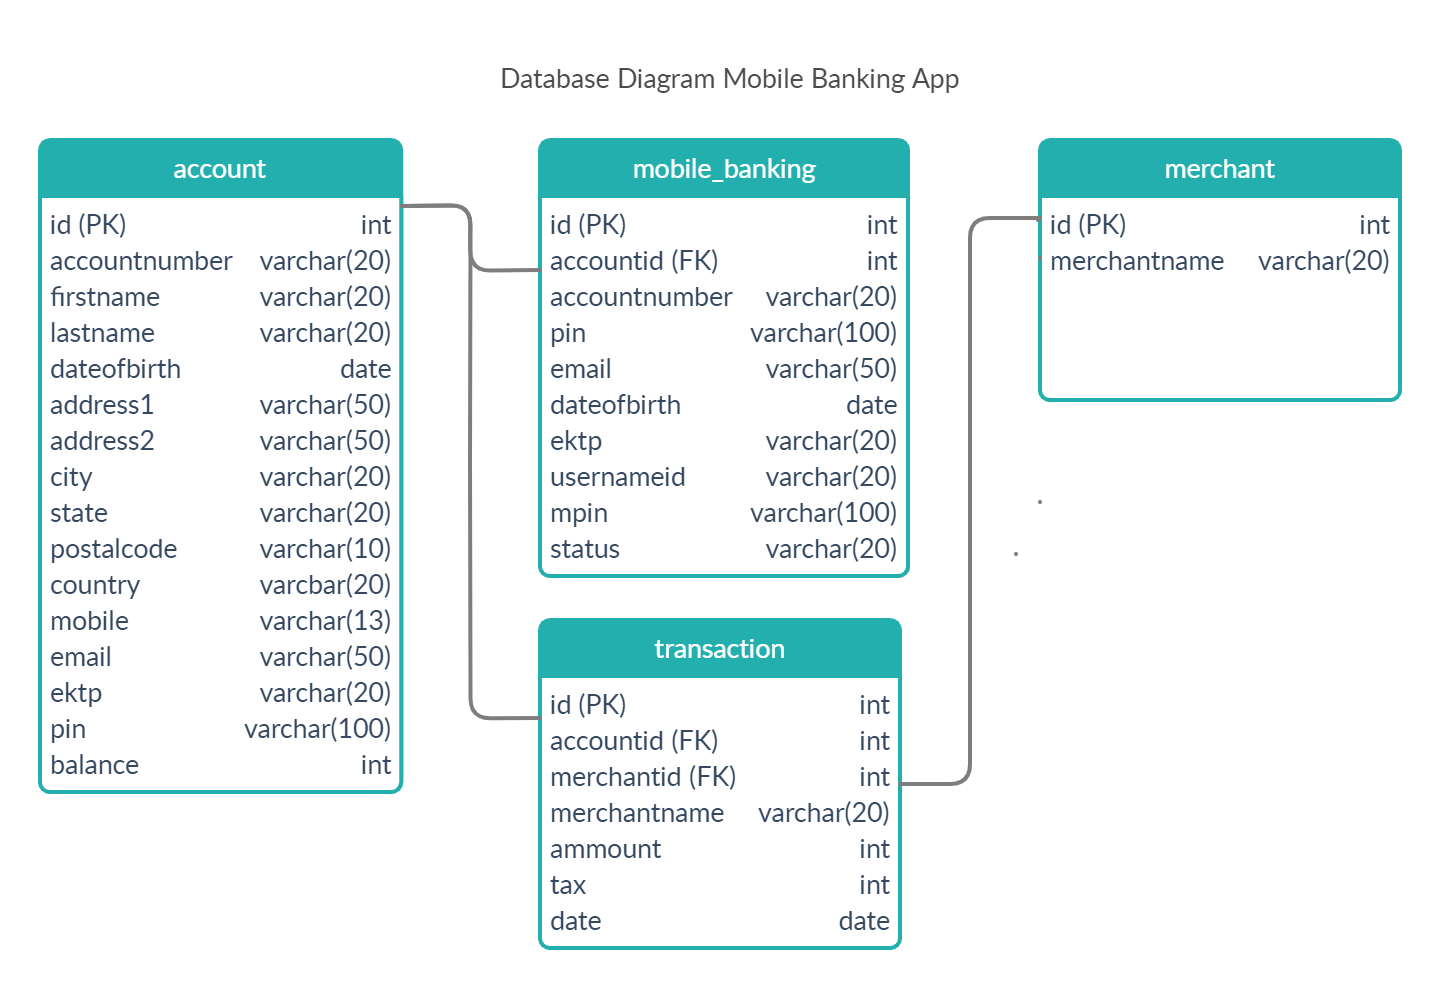 Database Diagram Mobile Banking App
account
id (PK) int
accountnumber varchar(20)
firstname varchar(20)
lastname varchar(20)
dateofbirth date
address1 varchar(50)
address2 varchar(50)
city varchar(20)
state varchar(20)
postalcode varchar(10)
country varcbar(20)
mobile varchar(13)
email varchar(50)
ektp varchar(20)
pin varchar(100)
balance int
mobile_banking
id (PK) int
accountid (FK) int
accountnumber varchar(20)
pin varchar(100)
email varchar(50)
dateofbirth date
ektp varchar(20)
usernameid varchar(20)
mpin varchar(100)
status varchar(20)
transaction
id (PK) int
accountid (FK) int
merchantid (FK) int
merchantname varchar(20)
ammount int
tax int
date date
merchant
id (PK) int
merchantname varchar(20)